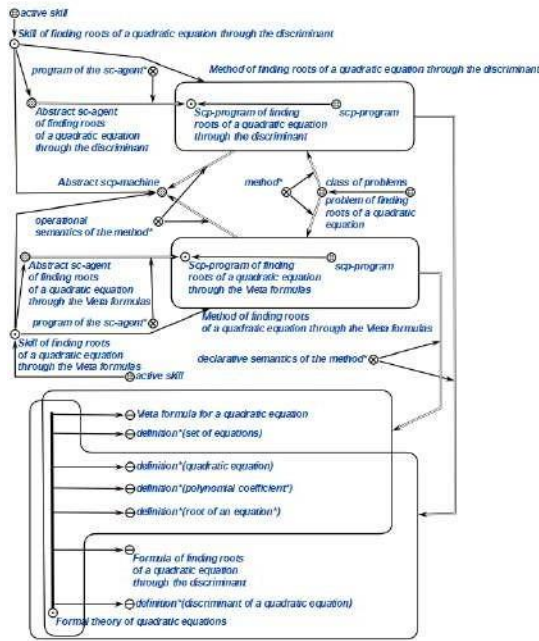 active skill
Skill of finding roots of a quadratic equation through the discriminant
program of the sc-agent*
Method of finding roots of a quadratic equation through the discriminant
Abstract sc-agent
of finding roots
of a quadratic equation
through the discriminant
Scp-program of finding
roots of a quadratic equation
through the discriminant
scp-program
Abstract scp-machine
method*
class of problems
problem of finding
roots of a quadratic
equation
operational
semantics of the method*
Abstract sc-agent
of finding roots
of a quadratic equation
through the Vieta formulas
Scp-program of finding
roots of a quadratic equation
through the Vieta formulas
scp-program
program of the sc-agent*
Method of finding roots
of a quadratic equation through the Vieta formulas
Skill of finding roots
of a quadratic equation
through the Vieta formulas
declarative semantics of the method*
active skill
Vieta formula for a quadratic equation
definition*(set of equations)
definition*(quadratic equation)
definition*(polynomial coefficient*)
definition*(root of an equation*)
Formula of finding roots
of a quadratic equation
through the discriminant
definition*(discriminant of a quadratic equation)
Formal theory of quadratic equations